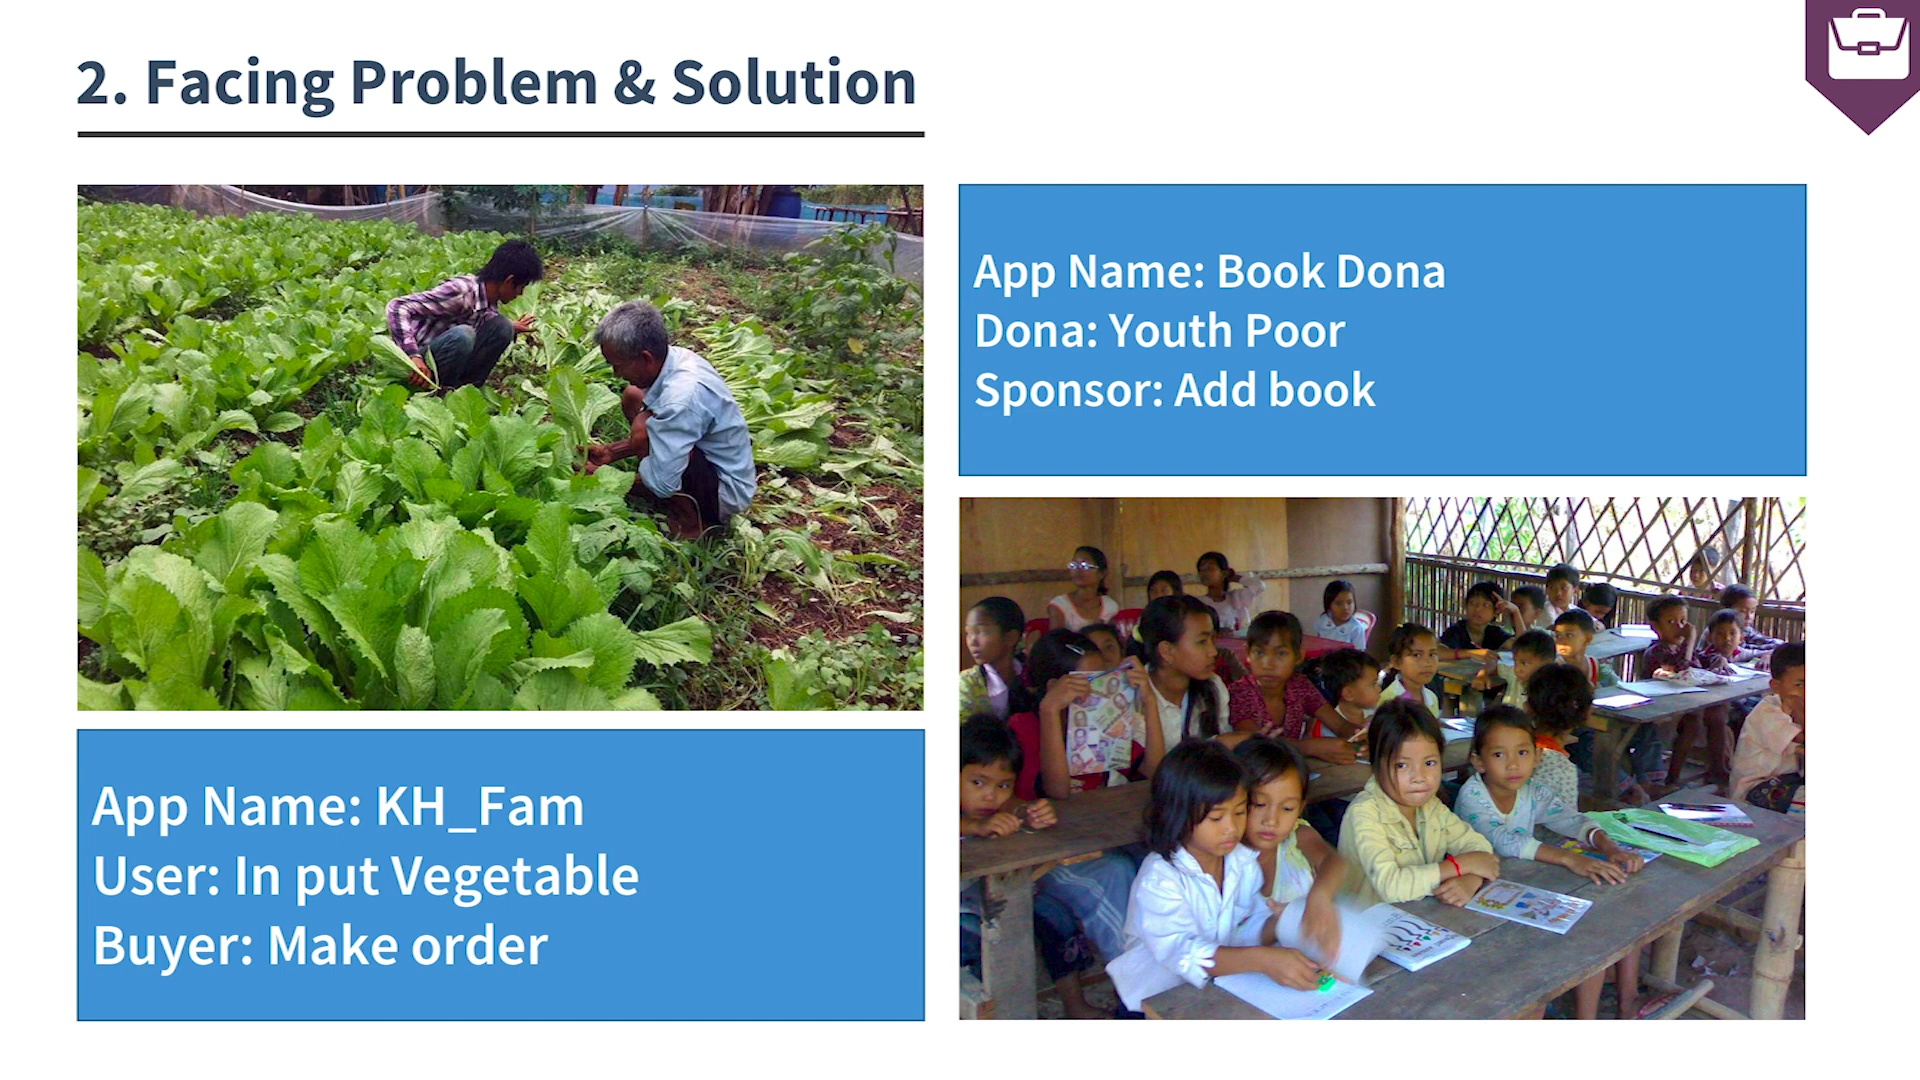 2. Facing Problem & Solution
App Name: KH_Fam
User: In put Vegetable
Buyer: Make order
App Name: Book Dona
Dona: Youth Poor
Sponsor: Add book